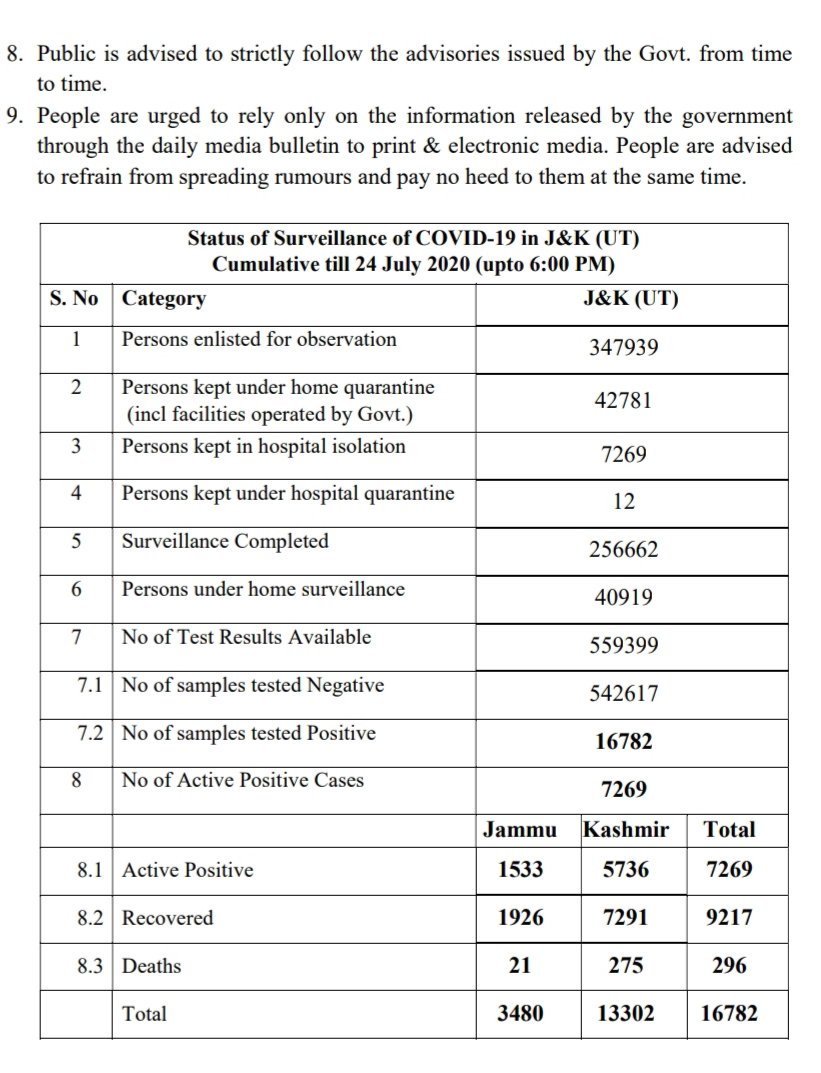 8. Public is advised to strictly follow the advisories issued by the Govt. from time
to time.
9. People are urged to rely only on the information released by the government
through the daily media bulletin to print & electronic media. People are advised
to refrain from spreading rumours and pay no heed to them at the same time.
Status of Surveillance of COVID-19 in J&K (UT)
Cumulative till 24 July 2020 (upto 6:00 PM)
S. No Category J&K (UT)
1 Persons enlisted for observation 347939
2 Persons kept under home quarantine
(incl facilities operated by Govt.) 42781
3 Persons kept in hospital isolation 7269
4 Persons kept under hospital quarantine 12
5 Surveillance Completed 256662
6 Persons under home surveillance 40919
7 No of Test Results Available 559399
7.1 No of samples tested Negative 542617
7.2 No of samples tested Positive 16782
8 No of Active Positive Cases 7269
Jammu Kashmir Total
8.1 Active Positive 1533 5736 7269
8.2 Recovered 1926 7291 9217
8.3 Deaths 21 275 296
Total 3480 13302 16782